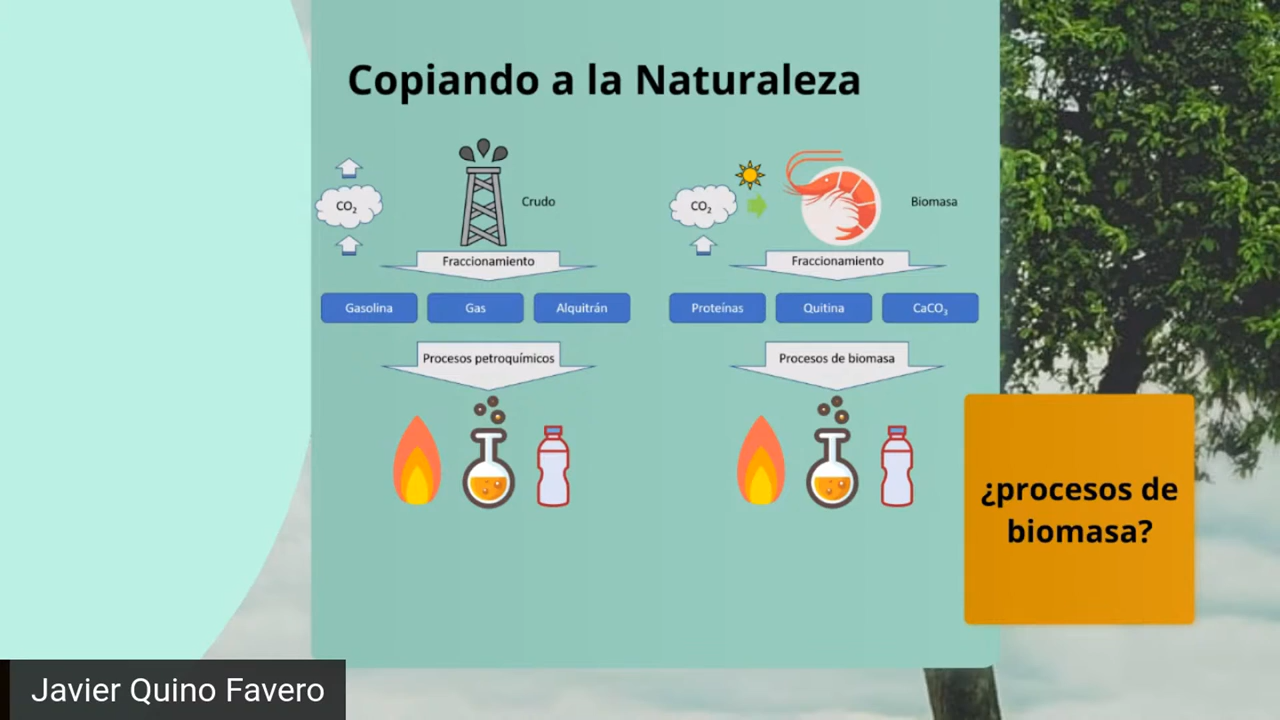 Copiando a la Naturaleza
CO₂
Crudo
Fraccionamiento
Gasolina
Gas
Alquitrán
Procesos petroquímicos
CO₂
Biomasa
Fraccionamiento
Proteínas
Quitina
CaCO₃
Procesos de biomasa
¿procesos de
biomasa?
Javier Quino Favero